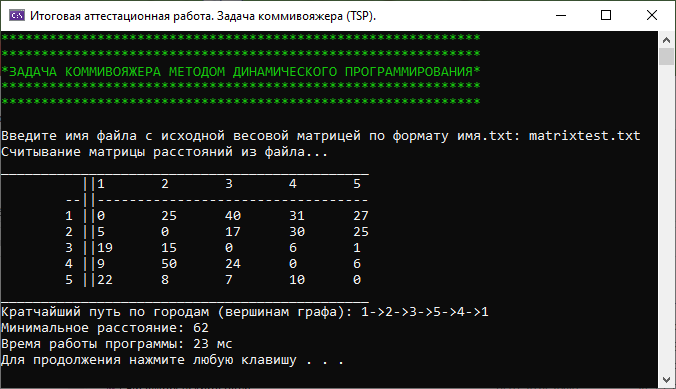 Итоговая аттестационная работа. Задача коммивояжера (TSP).
************************************************************
************************************************************
*ЗАДАЧА КОММИВОЯЖЕРА МЕТОДОМ ДИНАМИЧЕСКОГО ПРОГРАММИРОВАНИЯ*
************************************************************
************************************************************
Введите имя файла с исходной весовой матрицей по формату имя.txt: matrixtest.txt
Считывание матрицы расстояний из файла...
______________________________________________
||1 2 3 4 5
--||----------------------------------
1 ||0 25 40 31 27
2 ||5 0 17 30 25
3 ||19 15 0 6 1
4 ||9 50 24 0 6
5 ||22 8 7 10 0
______________________________________________
Кратчайший путь по городам (вершинам графа): 1->2->3->5->4->1
Минимальное расстояние: 62
Время работы программы: 23 мс
Для продолжения нажмите любую клавишу . . .